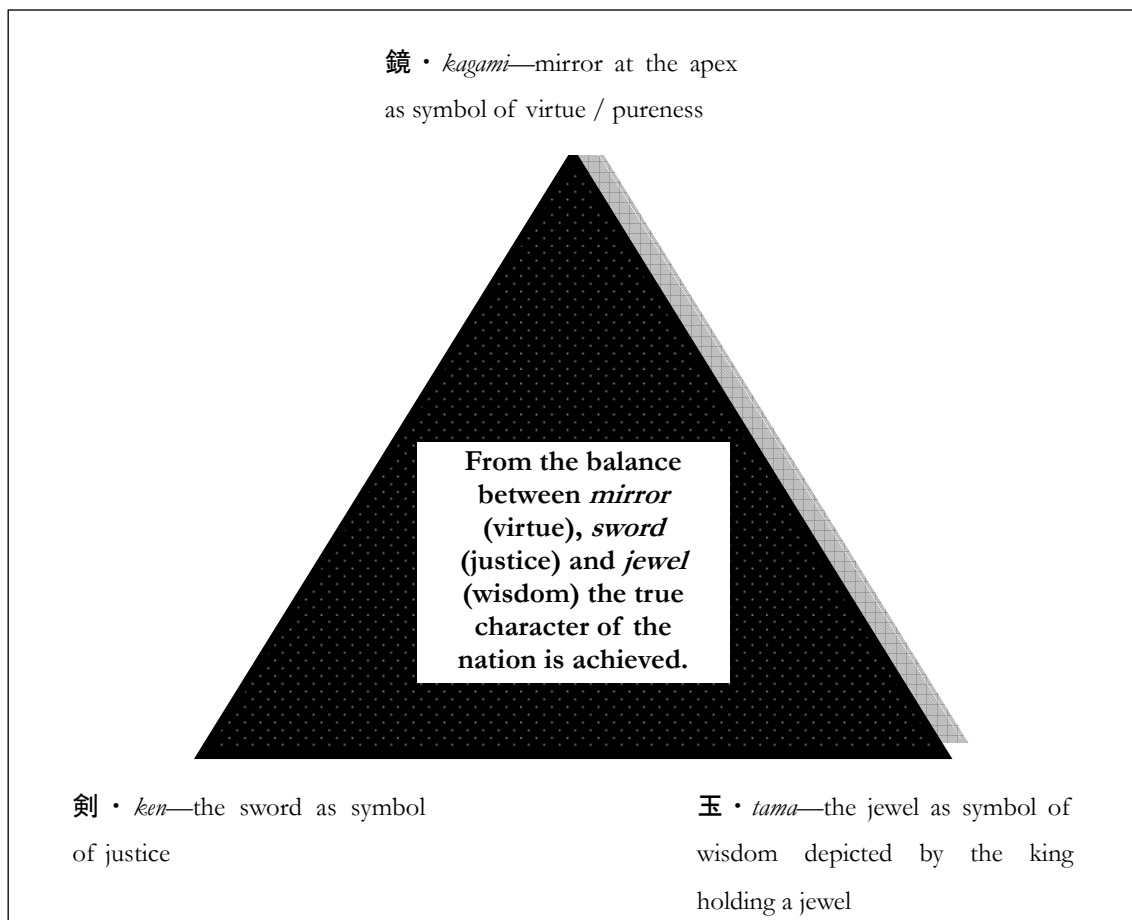 鏡・kagami—mirror at the apex
as symbol of virtue / pureness
From the balance
between mirror
(virtue), sword
(justice) and jewel
(wisdom) the true
character of the
nation is achieved.
剣・ken—the sword as symbol
of justice
玉・tama—the jewel as symbol of
wisdom depicted by the king
holding a jewel